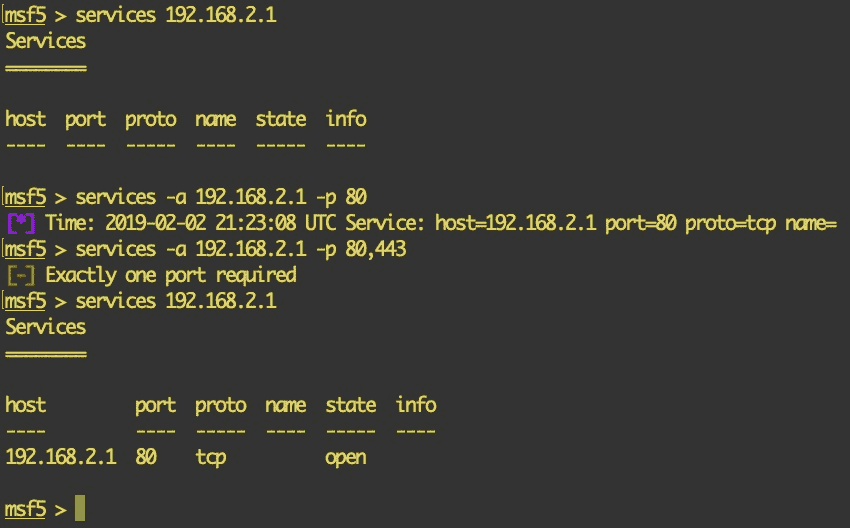 msf5 > services 192.168.2.1
Services
========
host port proto name state info
---- ---- ----- ---- ----- ----
msf5 > services -a 192.168.2.1 -p 80
[*] Time: 2019-02-02 21:23:08 UTC Service: host=192.168.2.1 port=80 proto=tcp name=
msf5 > services -a 192.168.2.1 -p 80,443
[-] Exactly one port required
msf5 > services 192.168.2.1
Services
========
host port proto name state info
---- ---- ----- ---- ----- ----
192.168.2.1 80 tcp open
msf5 >